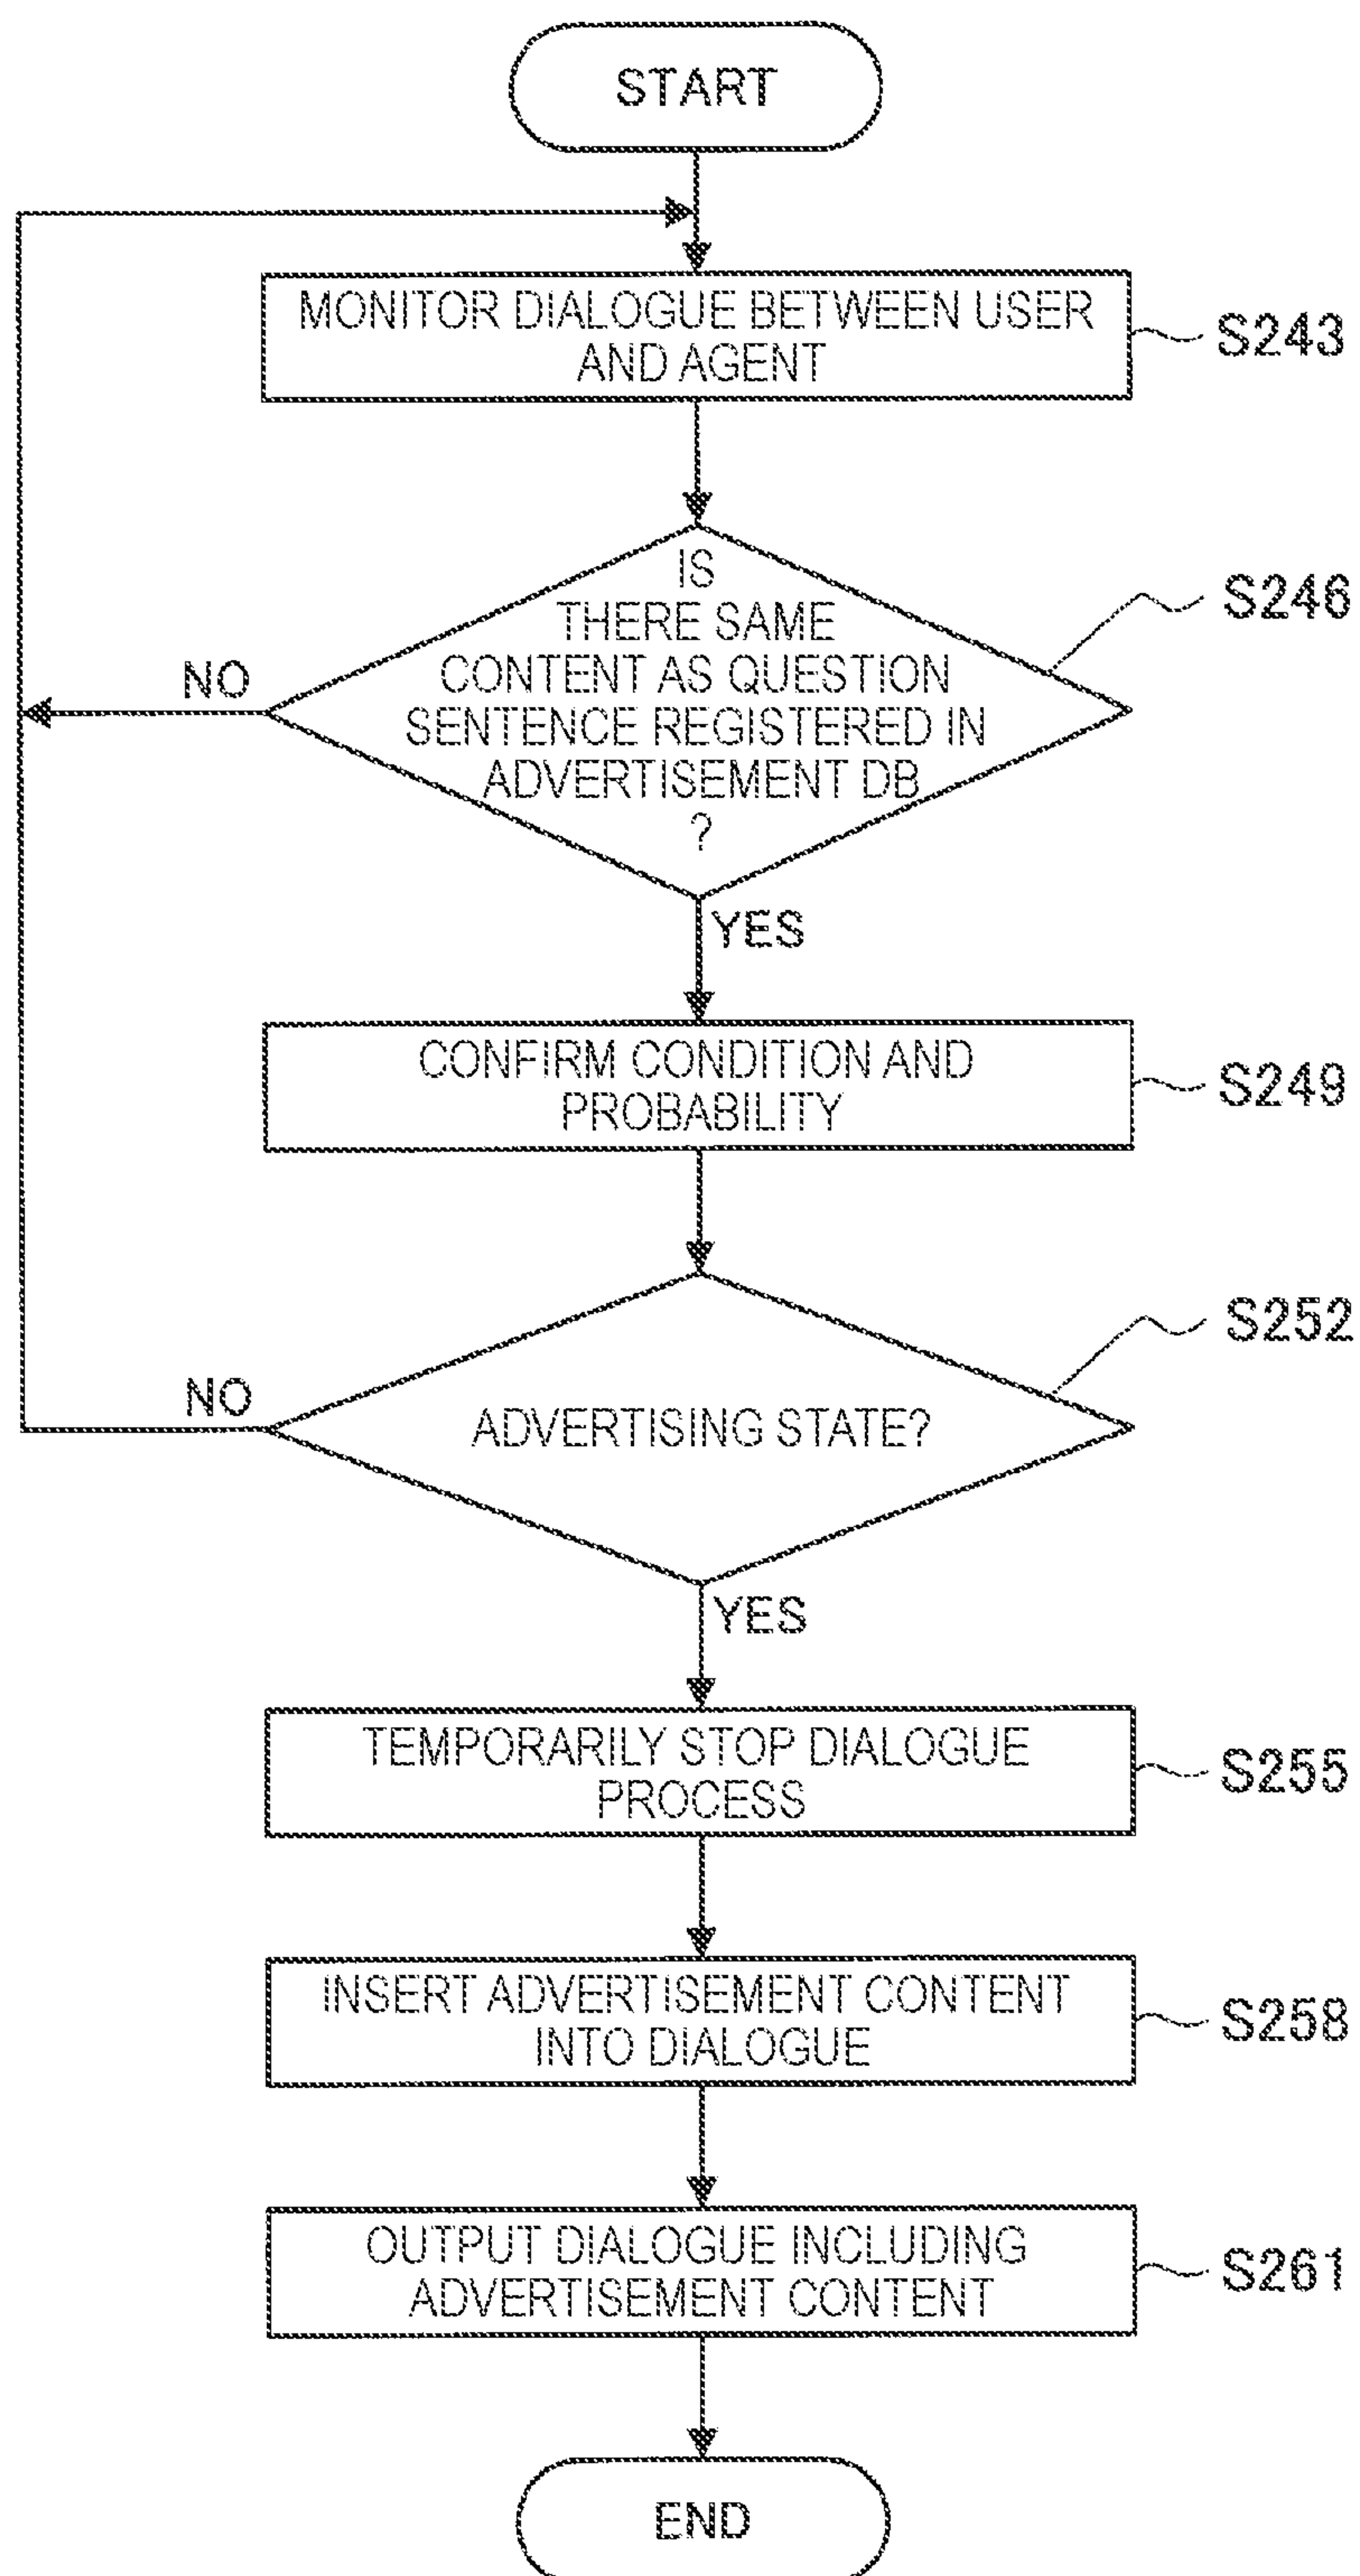 START
MONITOR DIALOGUE BETWEEN USER
AND AGENT
S243
IS
THERE SAME
CONTENT AS QUESTION
SENTENCE REGISTERED IN
ADVERTISEMENT DB
?
S246
NO
YES
CONFIRM CONDITION AND
PROBABILITY
S249
ADVERTISING STATE?
S252
NO
YES
TEMPORARILY STOP DIALOGUE
PROCESS
S255
INSERT ADVERTISEMENT CONTENT
INTO DIALOGUE
S258
OUTPUT DIALOGUE INCLUDING
ADVERTISEMENT CONTENT
S261
END